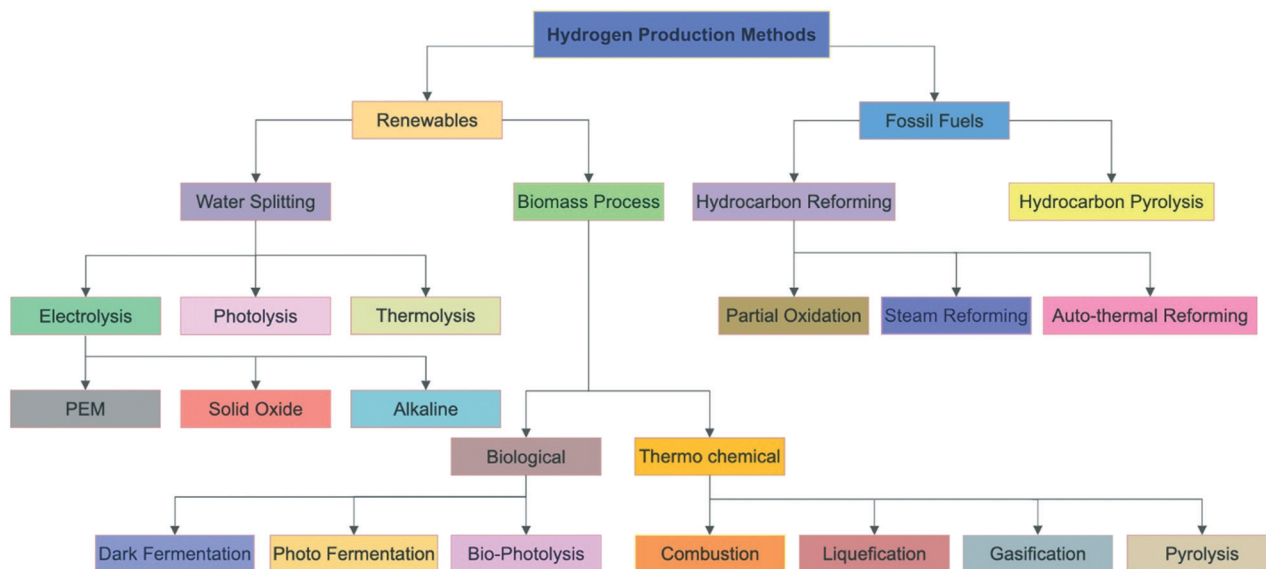 Hydrogen Production Methods
Renewables
Fossil Fuels
Water Splitting
Biomass Process
Hydrocarbon Reforming
Hydrocarbon Pyrolysis
Electrolysis
Photolysis
Thermolysis
Partial Oxidation
Steam Reforming
Auto-thermal Reforming
PEM
Solid Oxide
Alkaline
Biological
Thermo chemical
Dark Fermentation
Photo Fermentation
Bio-Photolysis
Combustion
Liquefication
Gasification
Pyrolysis